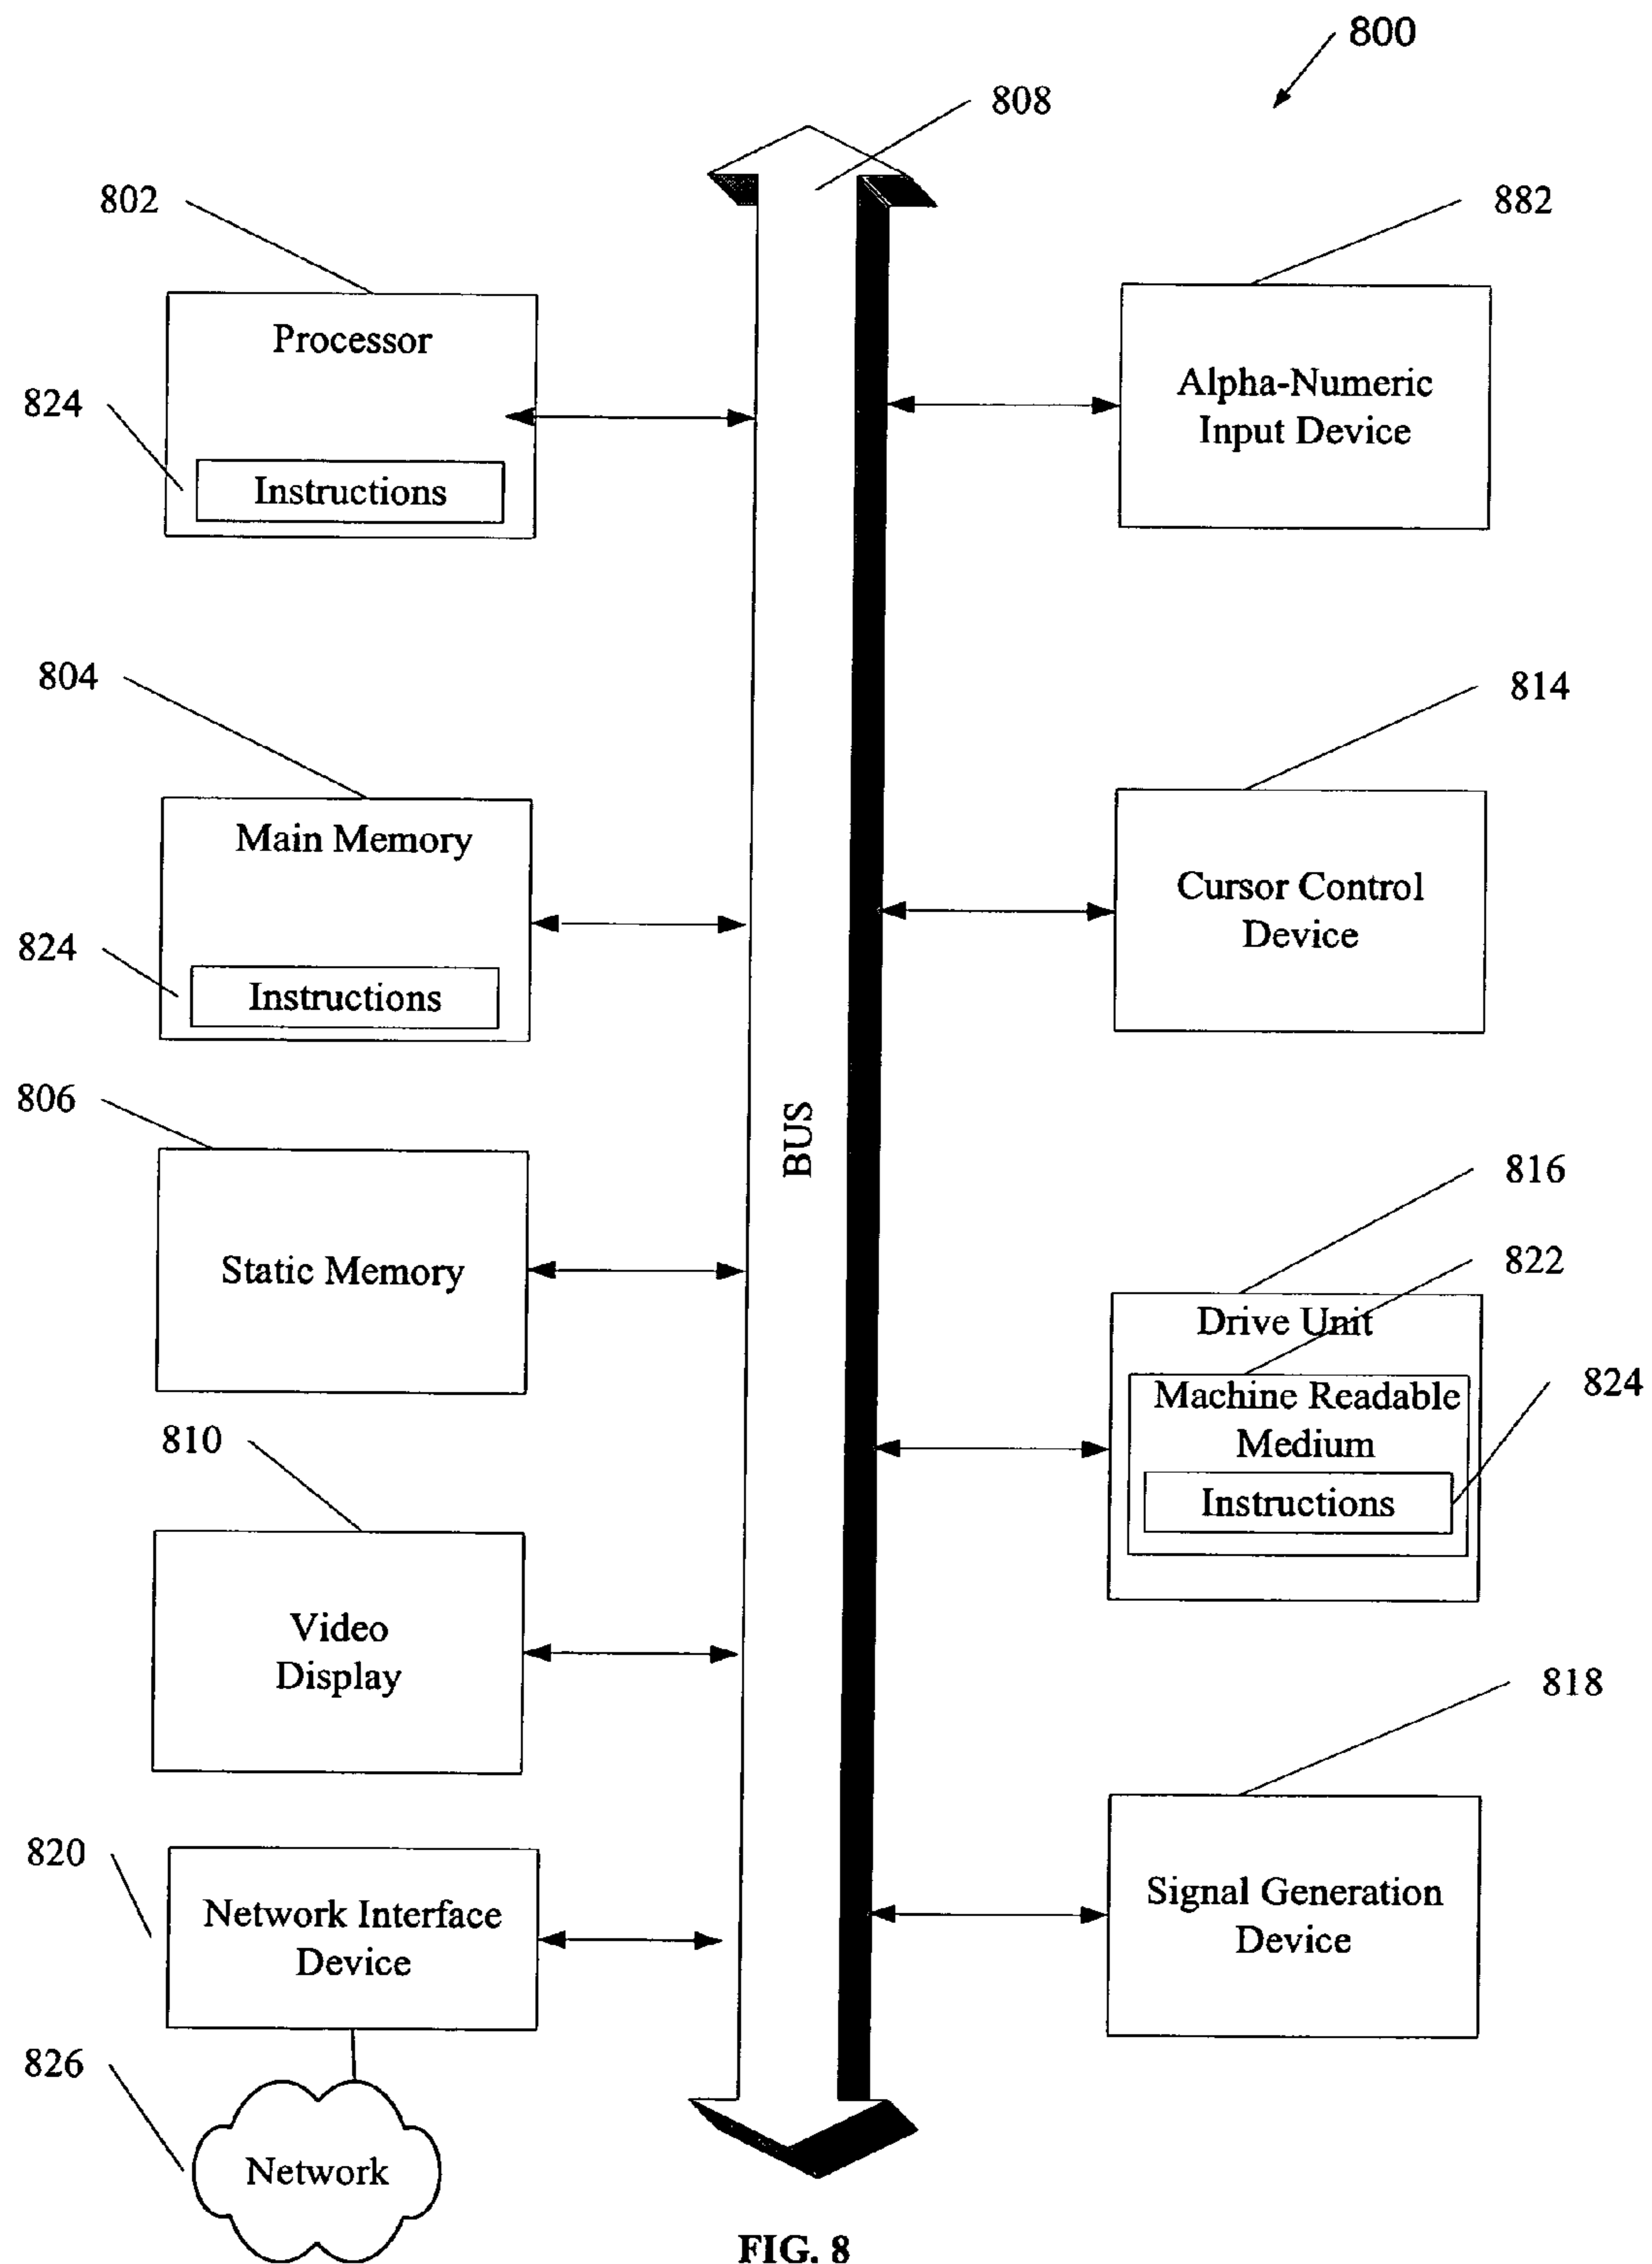 800
808
802
882
Processor
824
Instructions
Alpha-Numeric
Input Device
804
814
Main Memory
824
Instructions
Cursor Control
Device
806
BUS
816
Static Memory
822
Drive Unit
824
Machine Readable
Medium
Instructions
810
Video
Display
818
820
Network Interface
Device
Signal Generation
Device
826
Network
FIG. 8